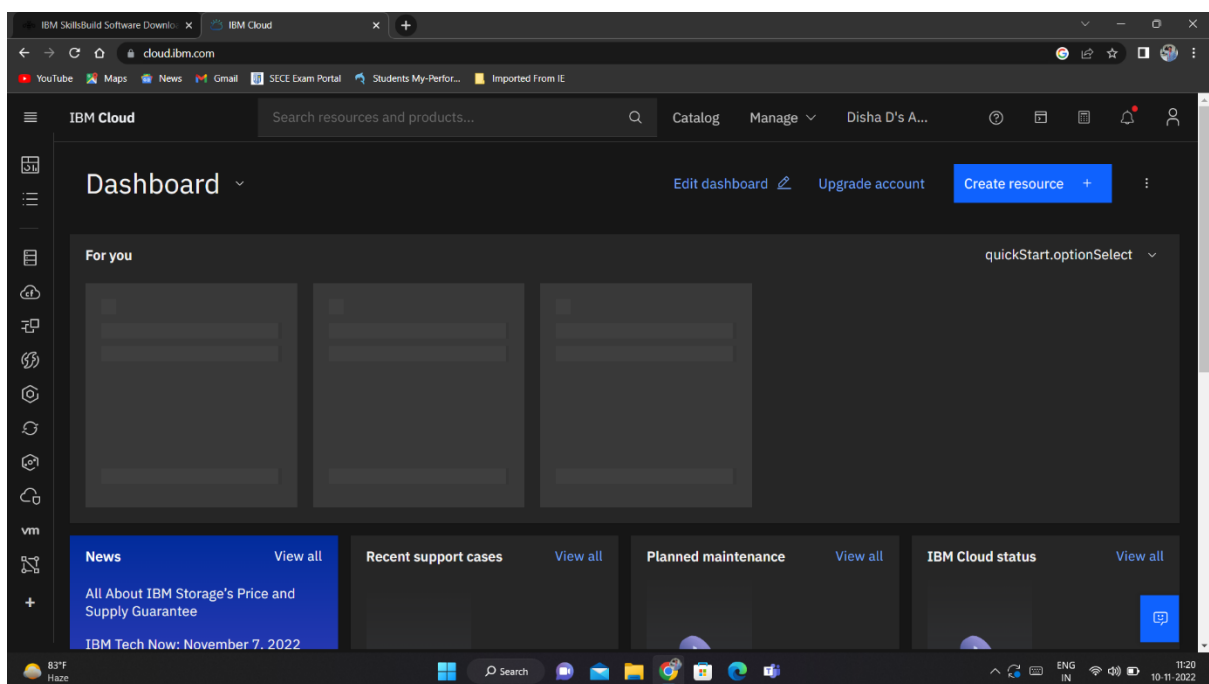 IBM SkillsBuild Software Downlo
IBM Cloud
cloud.ibm.com
YouTube Maps News Gmail SECE Exam Portal Students My-Perfor... Imported From IE
IBM Cloud Search resources and products... Catalog Manage Disha D's A...
Dashboard Edit dashboard Upgrade account Create resource +
For you quickStart.optionSelect
vm
News View all
Recent support cases View all
Planned maintenance View all
IBM Cloud status View all
All About IBM Storage's Price and
Supply Guarantee
IBM Tech Now: November 7, 2022
83°F
Haze
Search
ENG
IN
11:20
10-11-2022